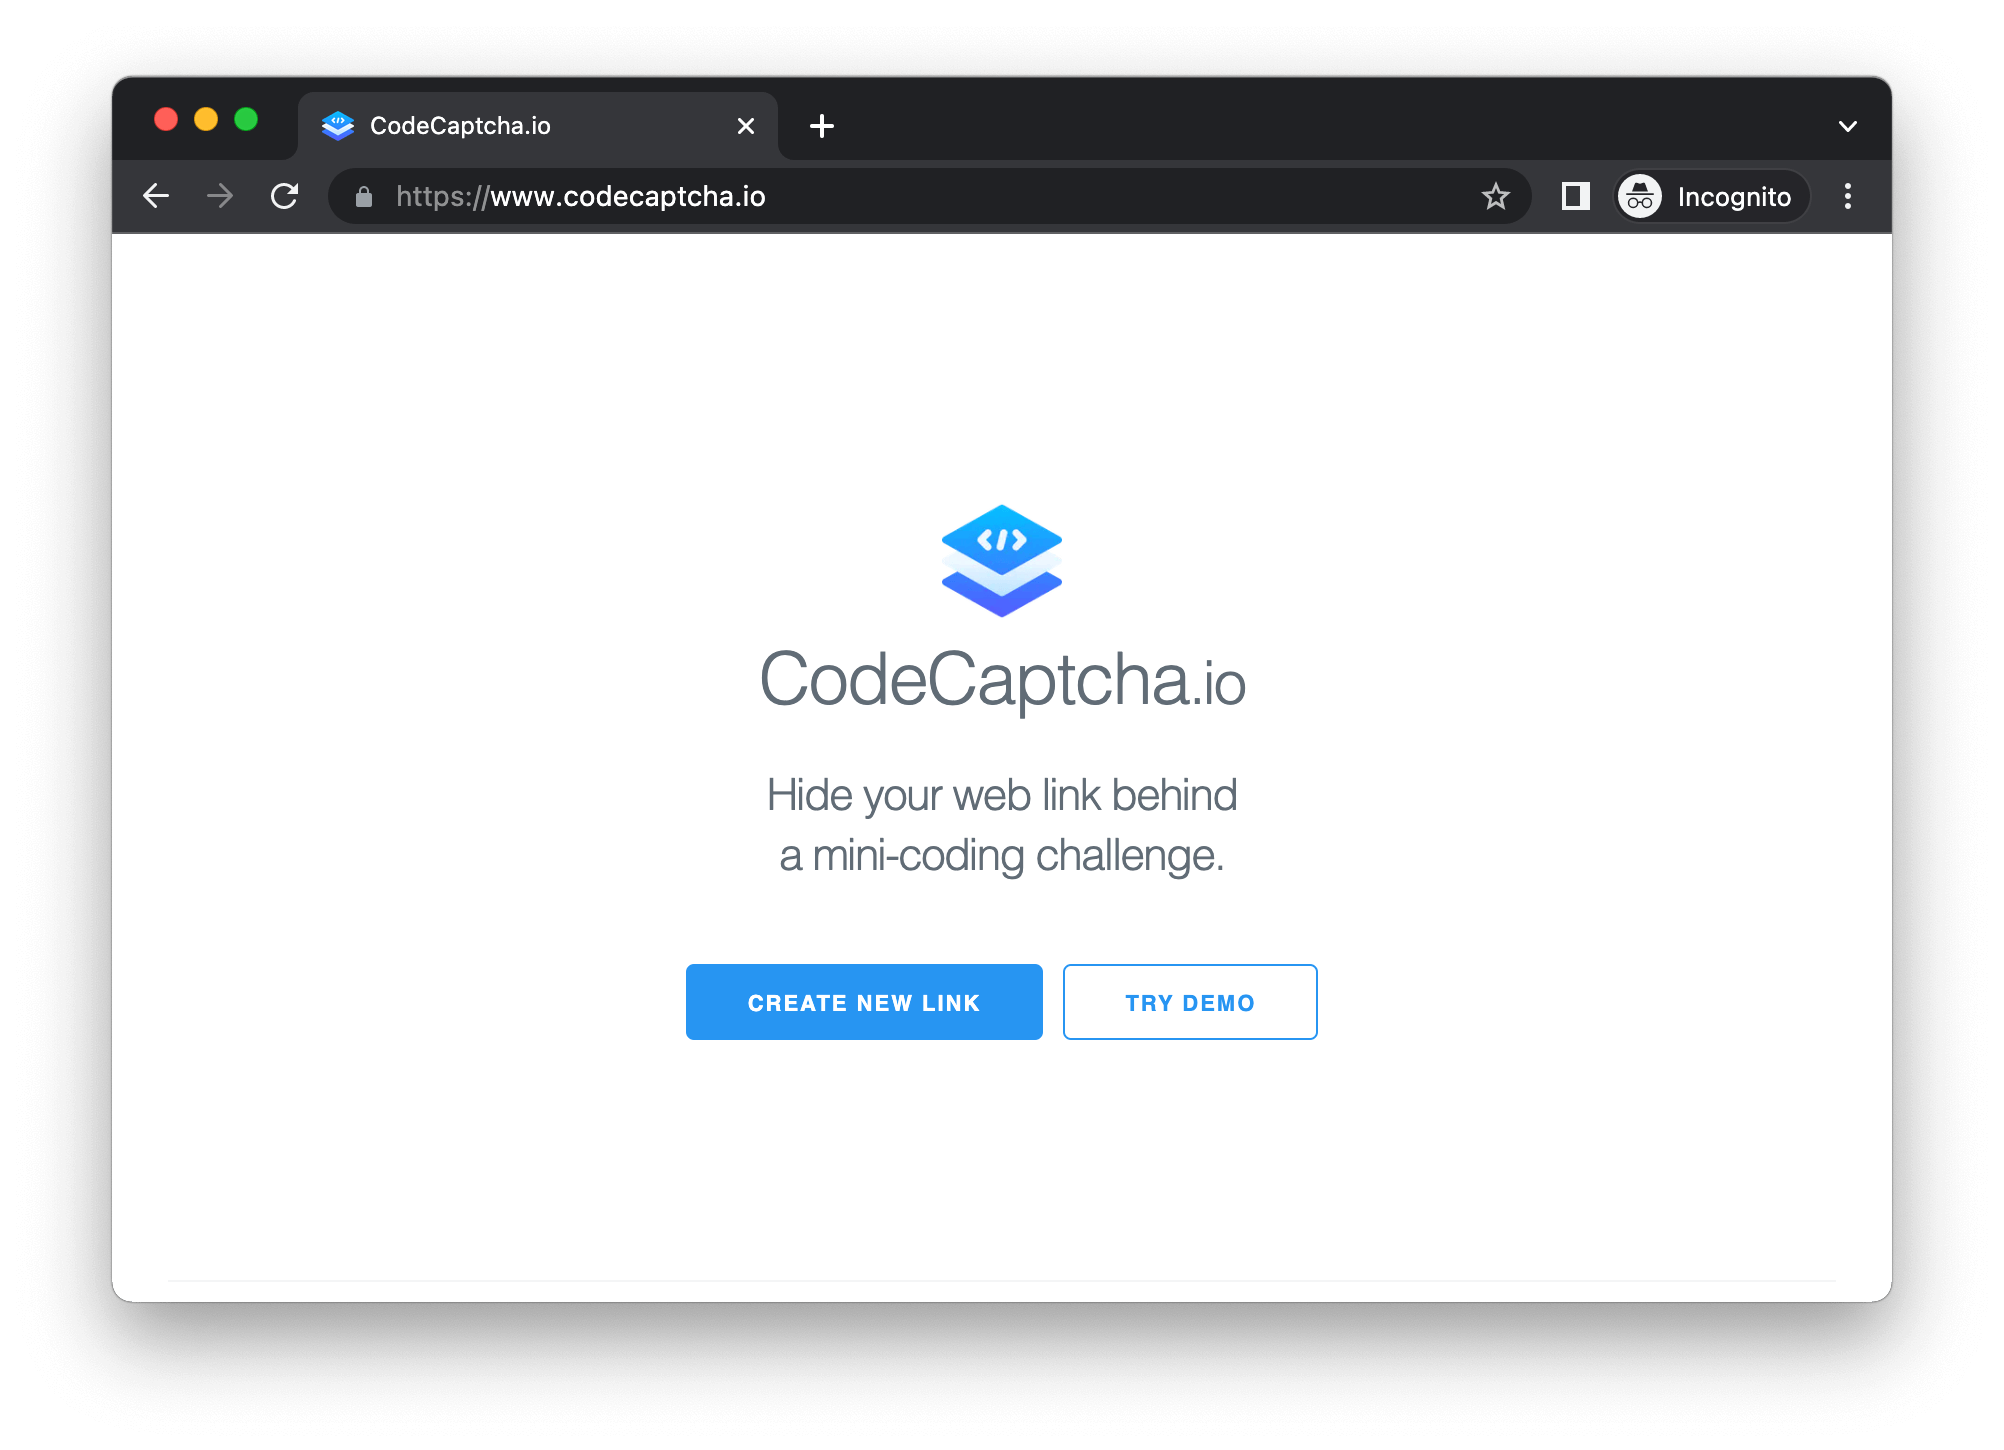 CodeCaptcha.io
https://www.codecaptcha.io
Incognito
</>
CodeCaptcha.io
Hide your web link behind
a mini-coding challenge.
CREATE NEW LINK
TRY DEMO